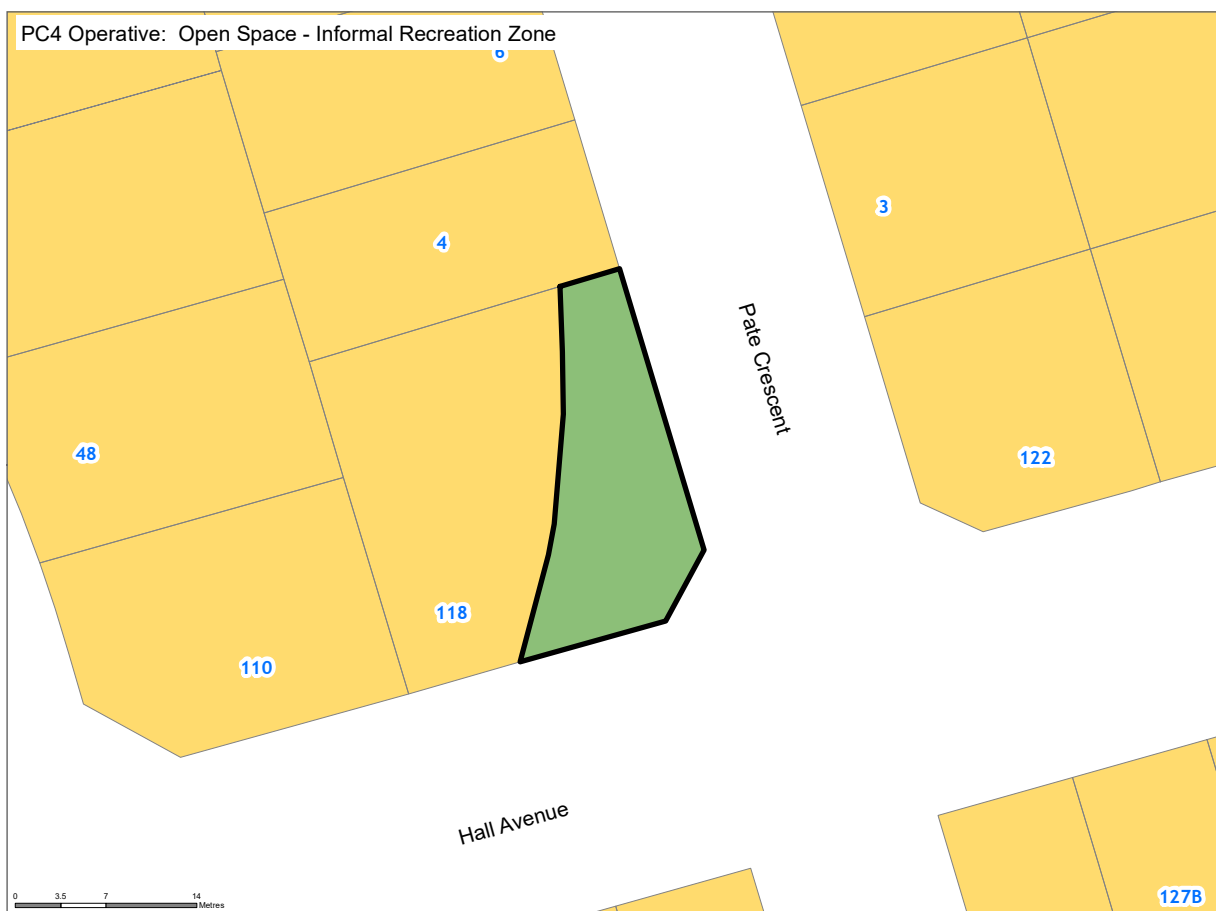 PC4 Operative: Open Space - Informal Recreation Zone
6
4
3
Pate Crescent
48
122
118
110
Hall Avenue
0 3.5 7 14
Metres
127B